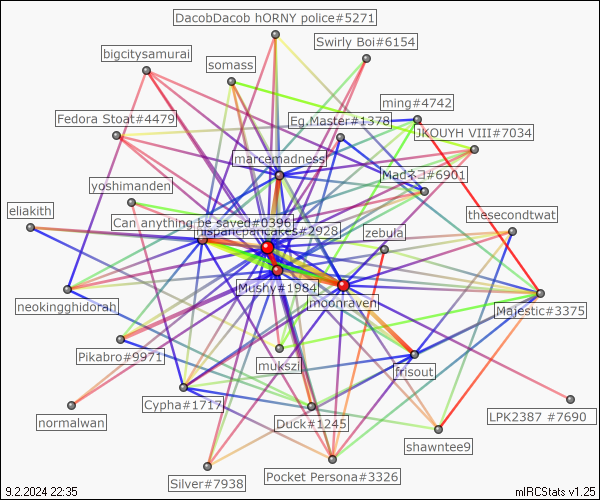 DacobDacob hORNY police#5271
Swirly Boi#6154
bigcitysamurai
somass
ming#4742
Fedora Stoat#4479
Eg.Master#1378
JKOUYH VIII#7034
marcemadness
Madネコ#6901
yoshimanden
eliakith
thesecondtwat
Can anything be saved#0396
hispanicpancakes#2928
zebula
Mushy#1984
moonraven
neokingghidorah
Majestic#3375
Pikabro#9971
mukszil
frisout
Cypha#1717
normalwan
Duck#1245
LPK2387 #7690
shawntee9
Silver#7938
Pocket Persona#3326
9.2.2024 22:35
mIRCStats v1.25